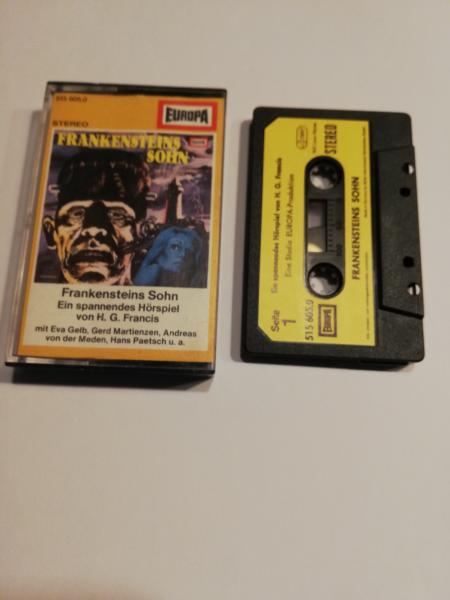 515 605.0
EUROPA
STEREO
FRANKENSTEINS
SOHN
Frankensteins Sohn
Ein spannendes Hörspiel
von H. G. Francis
mit Eva Gelb, Gerd Martienzen, Andreas
von der Meden, Hans Paetsch u. a.
Ein spannendes Hörspiel von H. G. Francis
Eine Studio EUROPA-Produktion
Seite
1
515 605.0
EUROPA
STEREO
FRANKENSTEINS SOHN